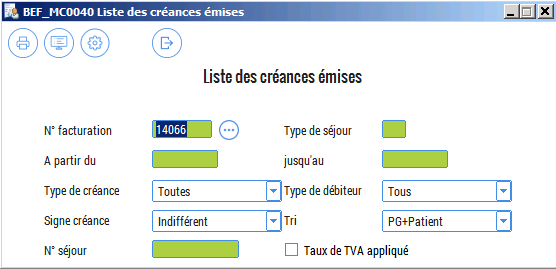 BEF_MC0040 Liste des créances émises
Liste des créances émises
N° facturation 14066 Type de séjour
A partir du jusqu'au
Type de créance Toutes Type de débiteur Tous
Signe créance Indifférent Tri PG+Patient
N° séjour Taux de TVA appliqué